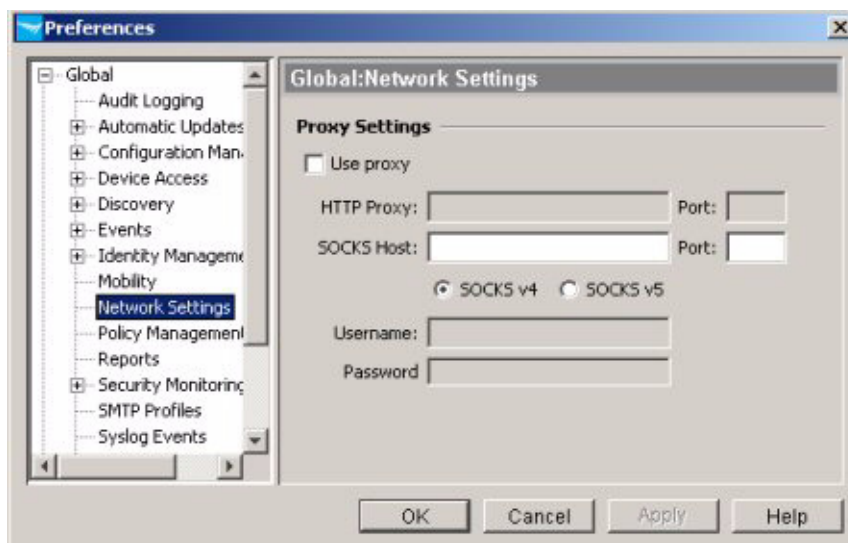 Preferences
Global
Audit Logging
Automatic Updates
Configuration Man
Device Access
Discovery
Events
Identity Manageme
Mobility
Network Settings
Policy Management
Reports
Security Monitoring
SMTP Profiles
Syslog Events
Global:Network Settings
Proxy Settings
Use proxy
HTTP Proxy: Port:
SOCKS Host: Port:
SOCKS v4 SOCKS v5
Username:
Password
OK Cancel Apply Help